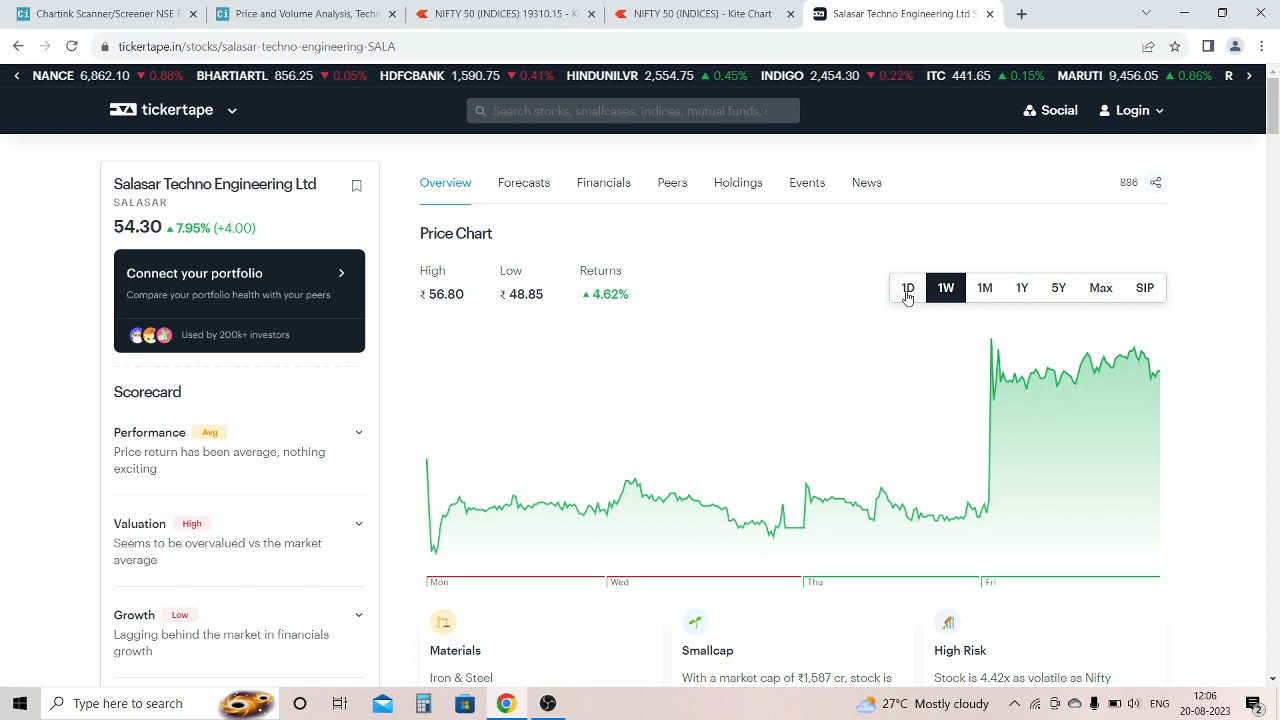 Chartink Analysis, Screener NSE E
Price and Volume Analysis, Techn
NIFTY 50 (INDICES) 19310.15 - Ki
NIFTY 50 (INDICES) - Kite Chart
Salasar Techno Engineering Ltd S
tickertape.in/stocks/salasar-techno-engineering-SALA
NANCE 6,862.10 ▼ 0.88% BHARTIARTL 856.25 ▼ 0.05% HDFCBANK 1,590.75 ▼ 0.41% HINDUNILVR 2,554.75 ▲ 0.45% INDIGO 2,454.30 ▼ 0.22% ITC 441.65 ▲ 0.15% MARUTI 9,456.05 ▲ 0.86% R
tickertape
Search stocks, smallcases, indices, mutual funds,
Social
Login
Salasar Techno Engineering Ltd
SALASAR
54.30 ▲ 7.95% (+4.00)
Connect your portfolio
Compare your portfolio health with your peers
Used by 200k+ investors
Scorecard
Performance Avg
Price return has been average, nothing
exciting
Valuation High
Seems to be overvalued vs the market
average
Growth Low
Lagging behind the market in financials
growth
Overview Forecasts Financials Peers Holdings Events News
886
Price Chart
High Low Returns
₹ 56.80 ₹ 48.85 ▲ 4.62%
1D 1W 1M 1Y 5Y Max SIP
Mon Wed Thu Fri
Materials
Iron & Steel
Smallcap
With a market cap of ₹1,587 cr, stock is
High Risk
Stock is 4.42x as volatile as Nifty
Type here to search
27°C Mostly cloudy
ENG
12:06
20-08-2023
2